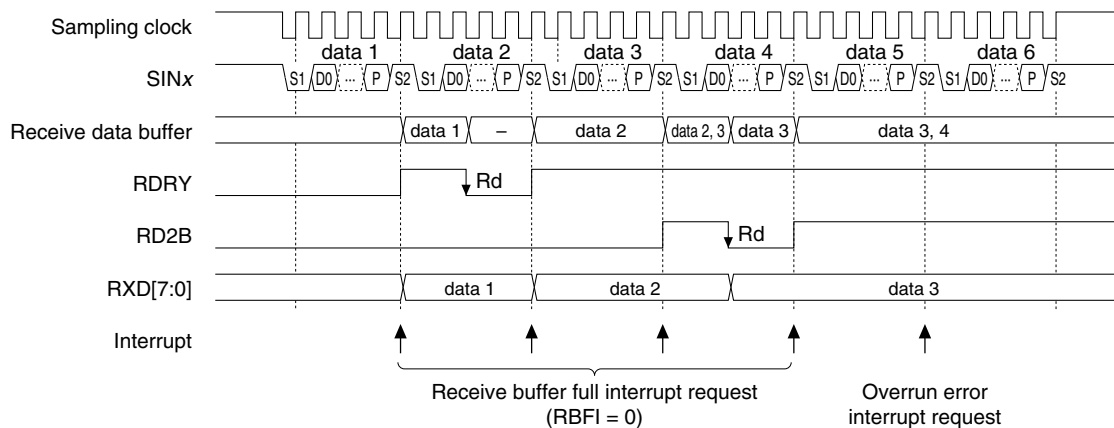 Sampling clock
data 1 data 2 data 3 data 4 data 5 data 6
SINx S1 D0 ... P S2 S1 D0 ... P S2 S1 D0 ... P S2 S1 D0 ... P S2 S1 D0 ... P S2 S1 D0 ... P S2
Receive data buffer data 1 – data 2 data 2, 3 data 3 data 3, 4
RDRY Rd
RD2B Rd
RXD[7:0] data 1 data 2 data 3
Interrupt
Receive buffer full interrupt request
(RBFI = 0)
Overrun error
interrupt request